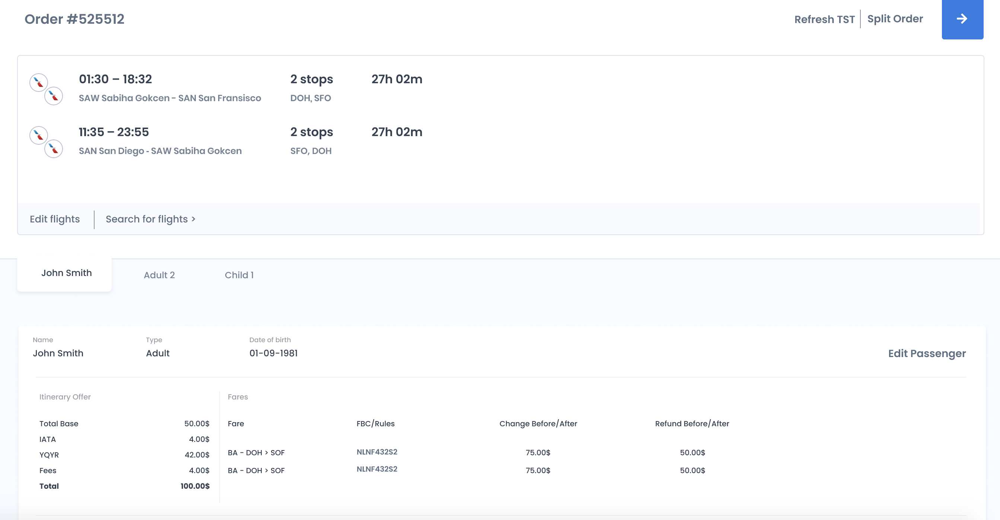 Order #525512
Refresh TST
Split Order
01:30 – 18:32 2 stops 27h 02m
SAW Sabiha Gokcen - SAN San Fransisco DOH, SFO
11:35 – 23:55 2 stops 27h 02m
SAN San Diego - SAW Sabiha Gokcen SFO, DOH
Edit flights
Search for flights >
John Smith Adult 2 Child 1
Name Type Date of birth
John Smith Adult 01-09-1981
Edit Passenger
Itinerary Offer
Total Base 50.00$
IATA 4.00$
YQYR 42.00$
Fees 4.00$
Total 100.00$
Fares
Fare FBC/Rules Change Before/After Refund Before/After
BA - DOH > SOF NLNF432S2 75.00$ 50.00$
BA - DOH > SOF NLNF432S2 75.00$ 50.00$